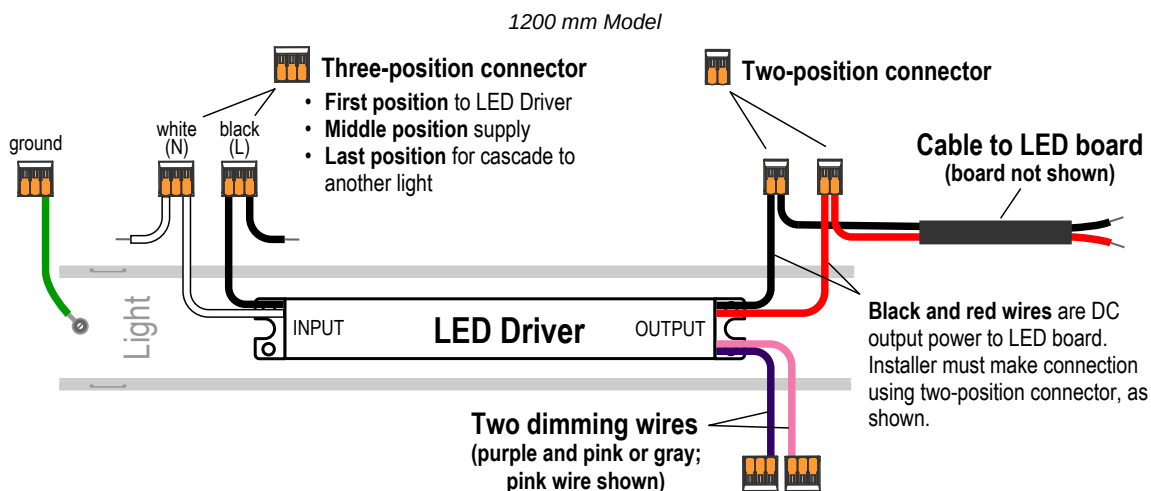 1200 mm Model
Three-position connector
• First position to LED Driver
• Middle position supply
• Last position for cascade to
another light
Two-position connector
ground
white
(N)
black
(L)
Cable to LED board
(board not shown)
Light
INPUT
LED Driver
OUTPUT
Black and red wires are DC
output power to LED board.
Installer must make connection
using two-position connector, as
shown.
Two dimming wires
(purple and pink or gray;
pink wire shown)